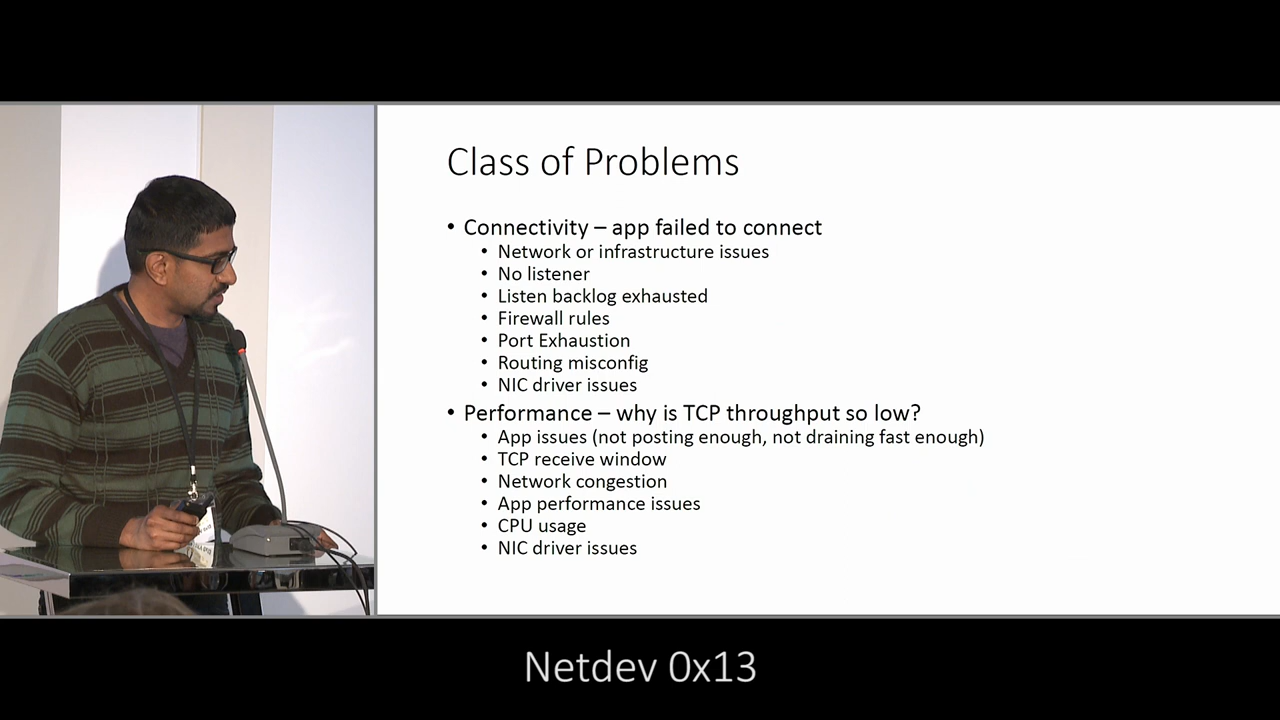 Class of Problems
• Connectivity – app failed to connect
• Network or infrastructure issues
• No listener
• Listen backlog exhausted
• Firewall rules
• Port Exhaustion
• Routing misconfig
• NIC driver issues
• Performance – why is TCP throughput so low?
• App issues (not posting enough, not draining fast enough)
• TCP receive window
• Network congestion
• App performance issues
• CPU usage
• NIC driver issues
Netdev 0x13